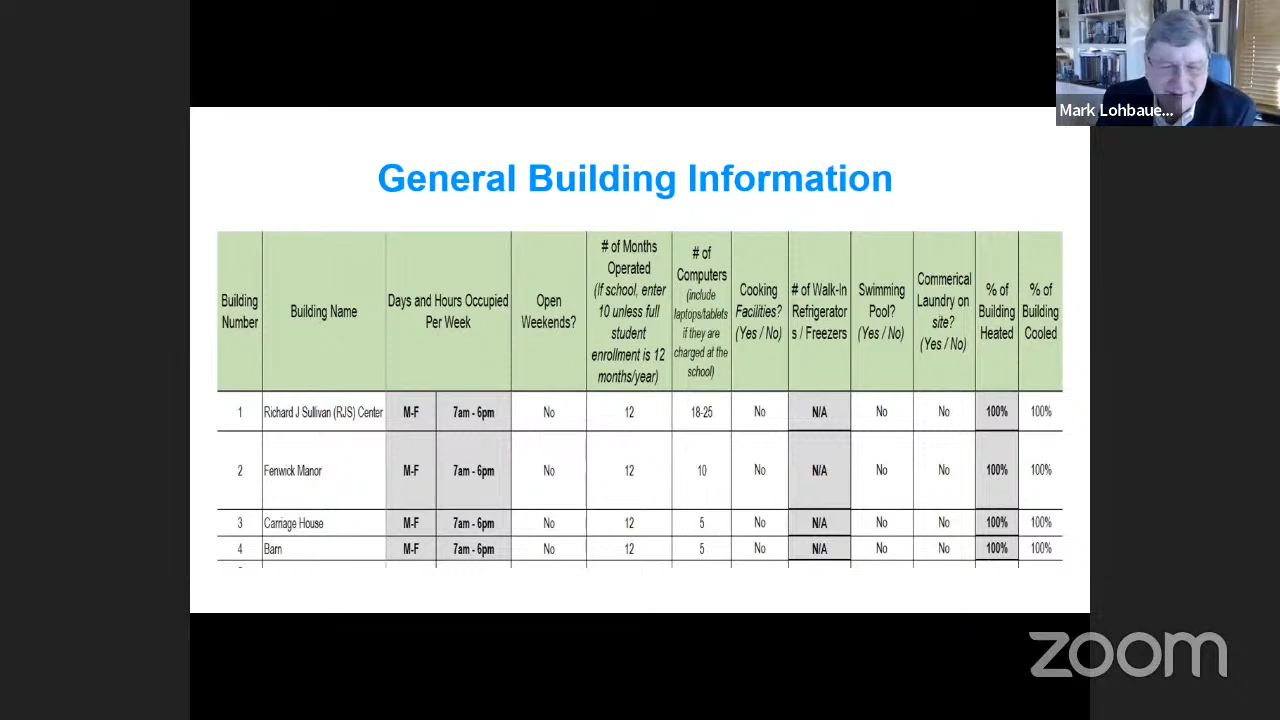 Mark Lohbaue...
General Building Information
Building
Number
Building Name
Days and Hours Occupied
Per Week
Open
Weekends?
# of Months
Operated
(If school, enter
10 unless full
student
enrollment is 12
months/year)
# of
Computers
(include
laptops/tablets
if they are
charged at the
school)
Cooking
Facilities?
(Yes / No)
# of Walk-In
Refrigerator
s / Freezers
Swimming
Pool?
(Yes / No)
Commerical
Laundry on
site?
(Yes / No)
% of
Building
Heated
% of
Building
Cooled
1 Richard J Sullivan (RJS) Center M-F 7am - 6pm No 12 18-25 No N/A No No 100% 100%
2 Fenwick Manor M-F 7am - 6pm No 12 10 No N/A No No 100% 100%
3 Carriage House M-F 7am - 6pm No 12 5 No N/A No No 100% 100%
4 Barn M-F 7am - 6pm No 12 5 No N/A No No 100% 100%
zoom